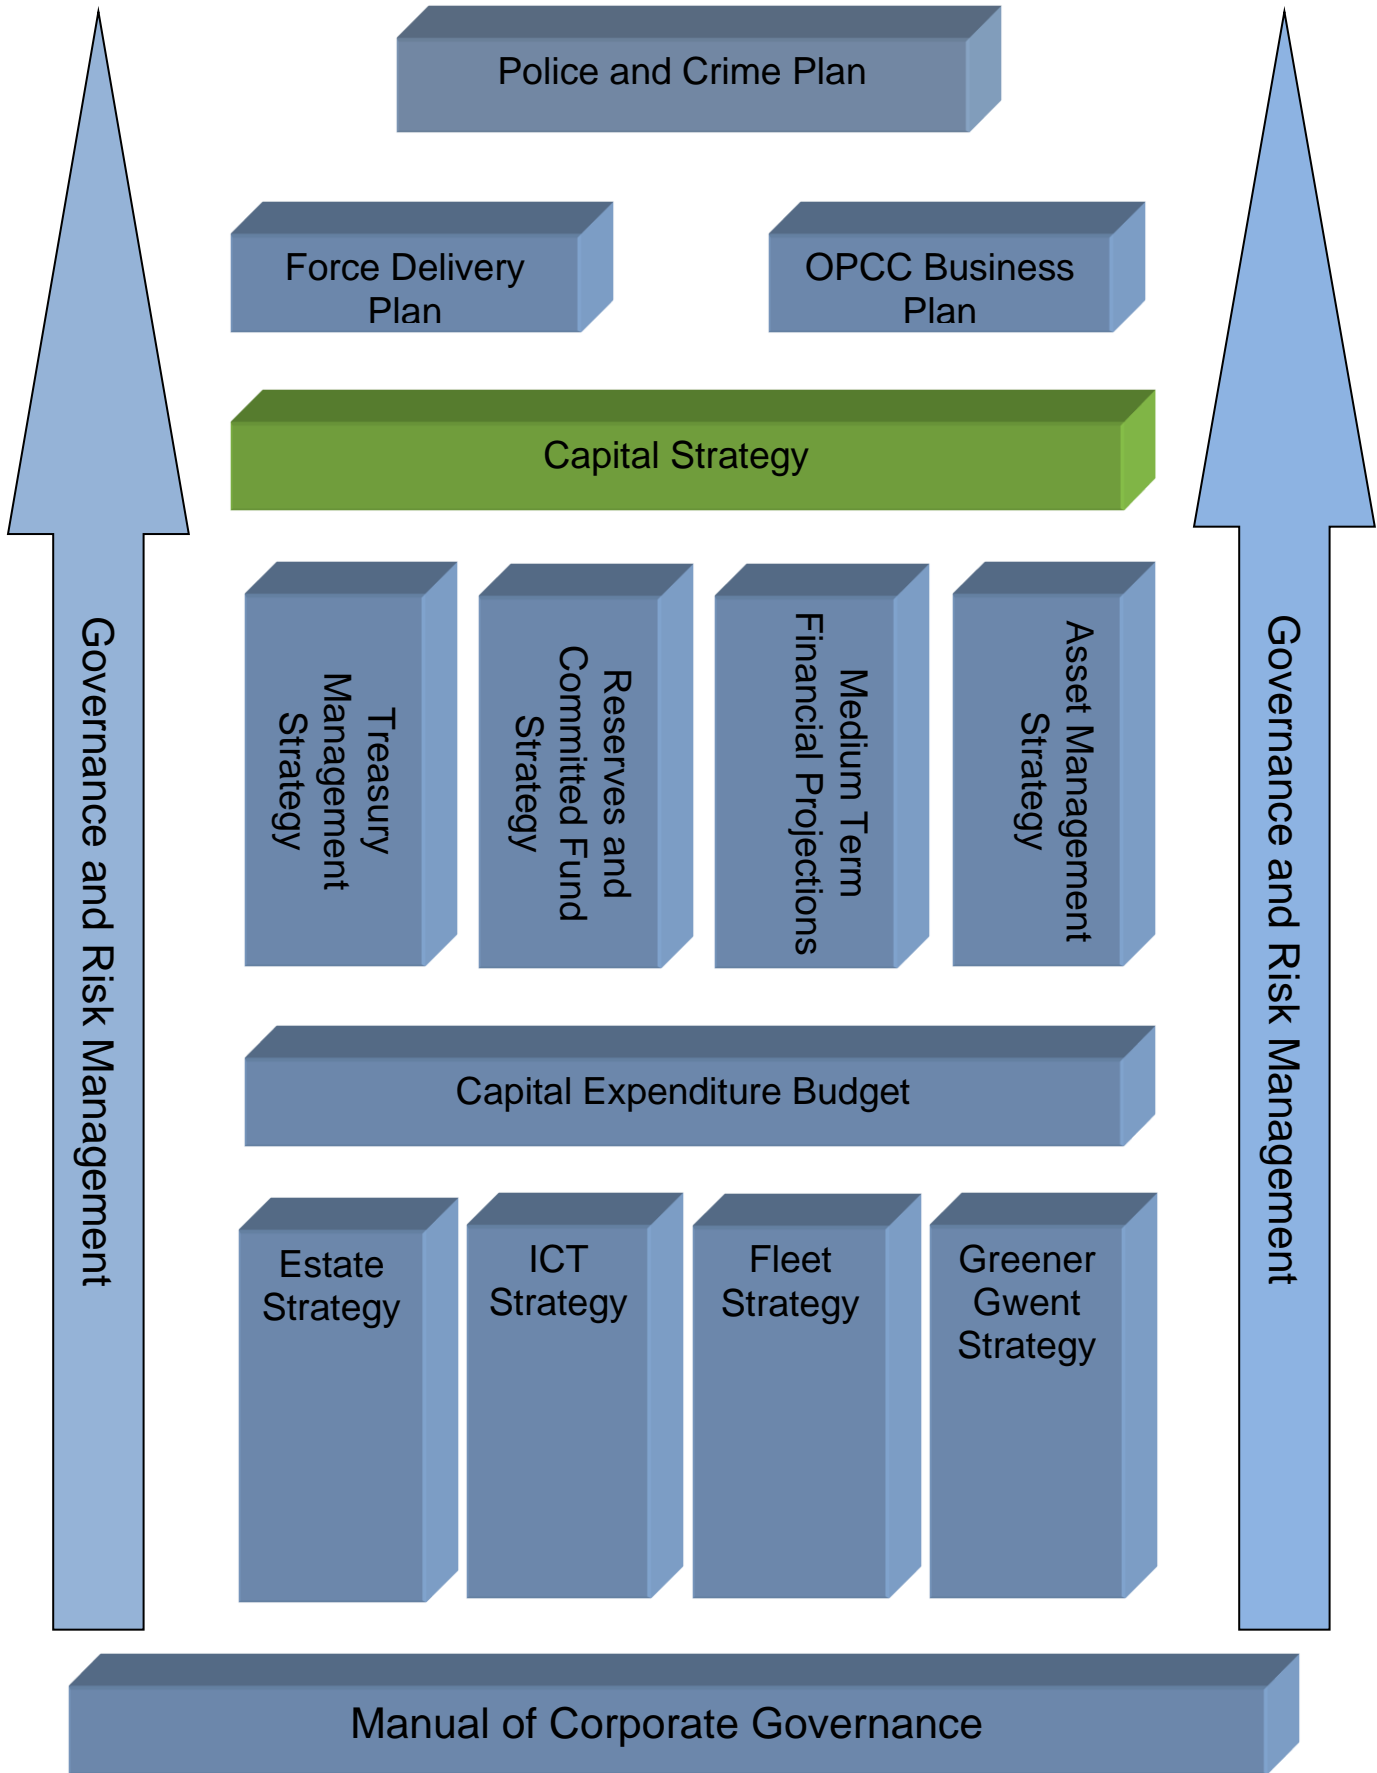 Police and Crime Plan
Force Delivery
Plan
OPCC Business
Plan
Capital Strategy
Governance and Risk Management
Treasury
Management
Strategy
Reserves and
Committed Fund
Strategy
Medium Term
Financial Projections
Asset Management
Strategy
Governance and Risk Management
Capital Expenditure Budget
Estate
Strategy
ICT
Strategy
Fleet
Strategy
Greener
Gwent
Strategy
Manual of Corporate Governance